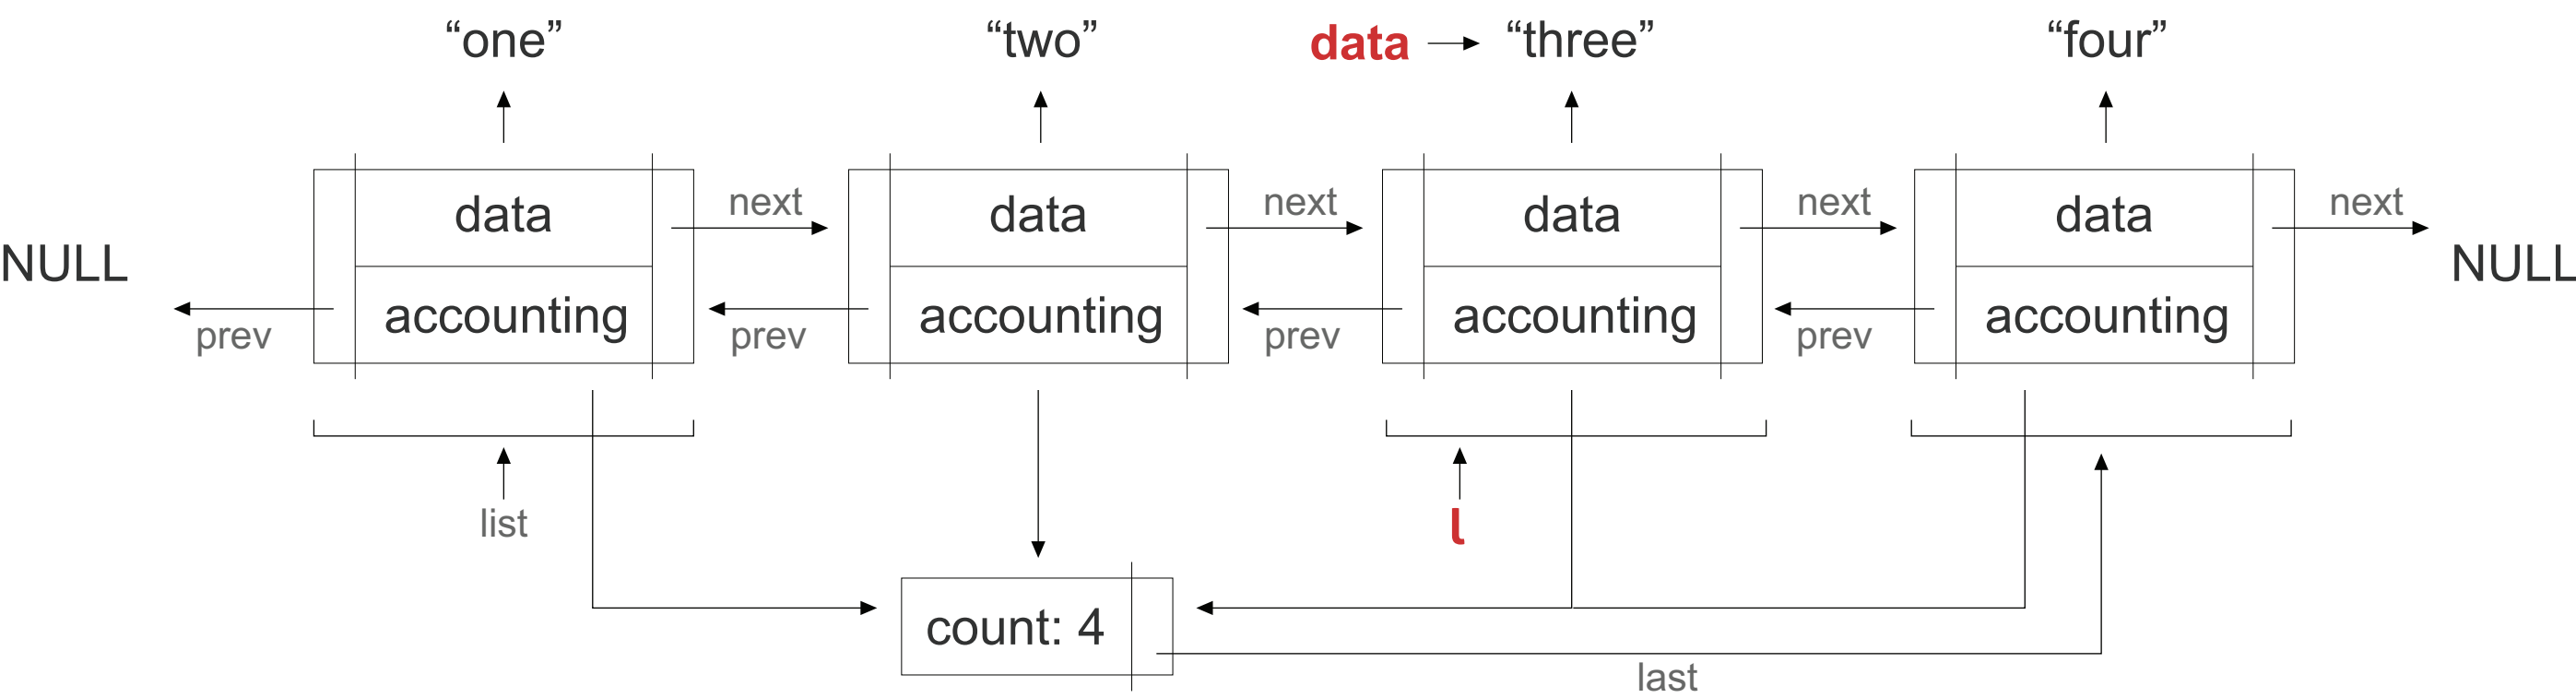 “one” “two” data “three” “four”
data next data next data next data next
NULL NULL
prev accounting prev accounting prev accounting prev accounting
list l
count: 4
last